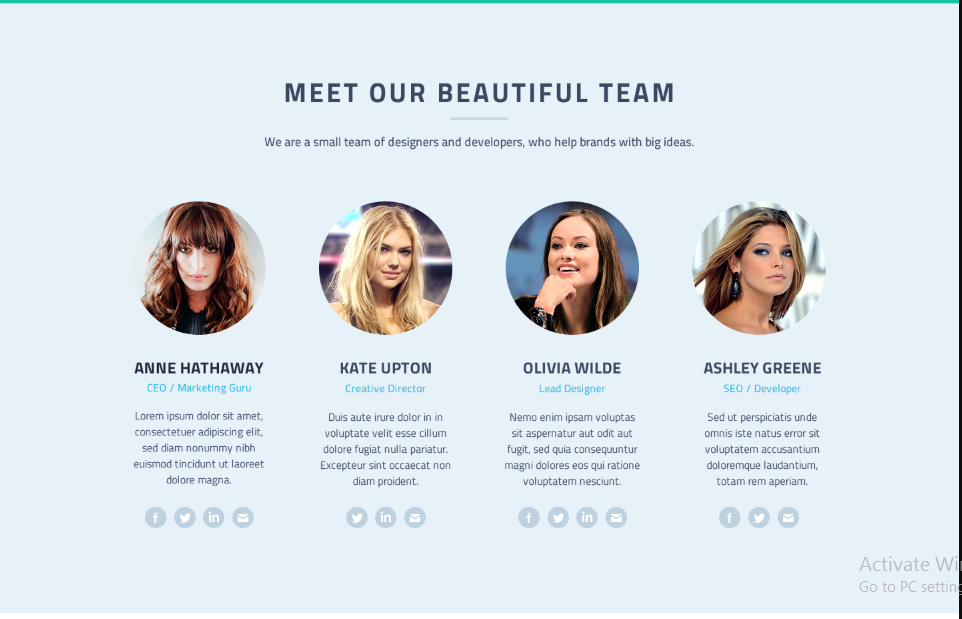 MEET OUR BEAUTIFUL TEAM
We are a small team of designers and developers, who help brands with big ideas.
ANNE HATHAWAY
CEO / Marketing Guru
Lorem ipsum dolor sit amet,
consectetuer adipiscing elit,
sed diam nonummy nibh
euismod tincidunt ut laoreet
dolore magna.
KATE UPTON
Creative Director
Duis aute irure dolor in in
voluptate velit esse cillum
dolore fugiat nulla pariatur.
Excepteur sint occaecat non
diam proident.
OLIVIA WILDE
Lead Designer
Nemo enim ipsam voluptas
sit aspernatur aut odit aut
fugit, sed quia consequuntur
magni dolores eos qui ratione
voluptatem nesciunt.
ASHLEY GREENE
SEO / Developer
Sed ut perspiciatis unde
omnis iste natus error sit
voluptatem accusantium
doloremque laudantium,
totam rem aperiam.
f in
in
f in
f
Activate Wi
Go to PC setting